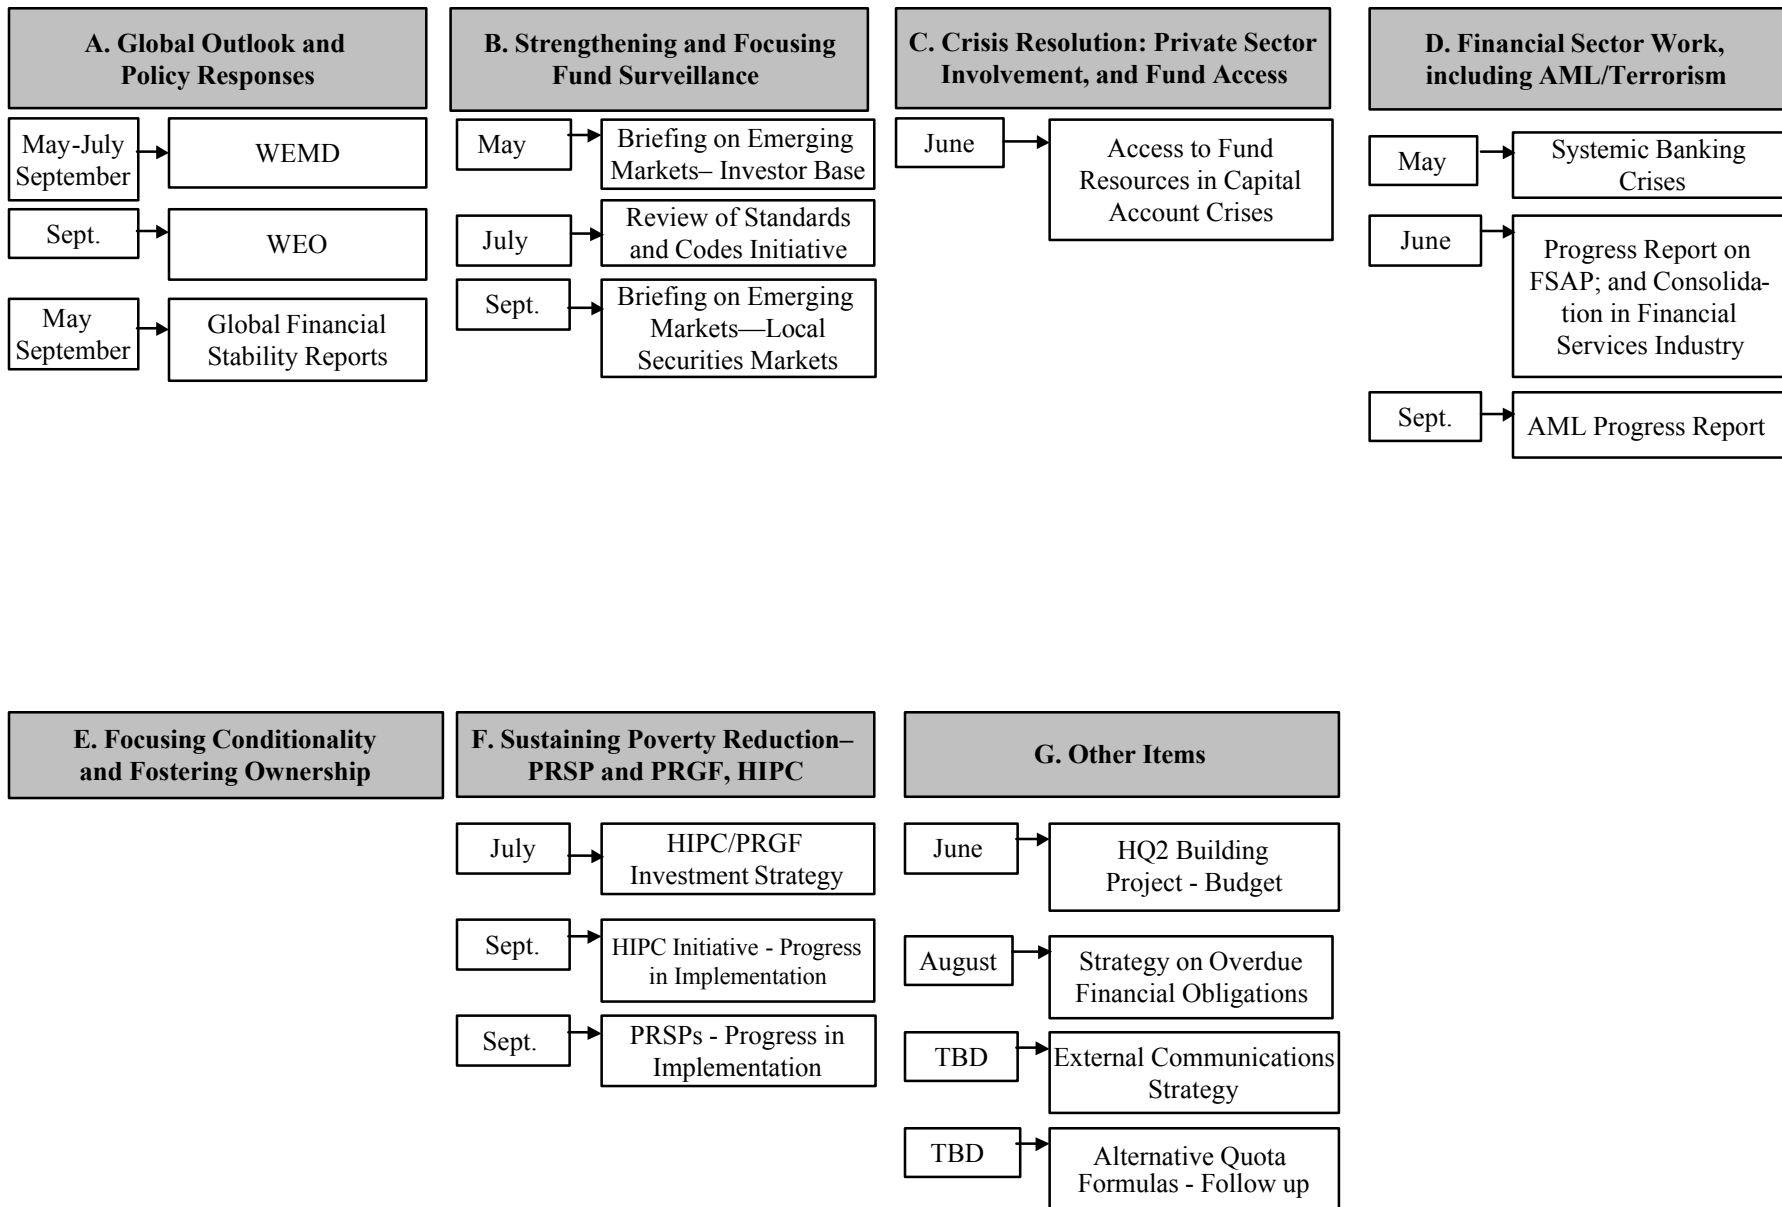 A. Global Outlook and
Policy Responses
May-July
September
WEMD
Sept.
WEO
May
September
Global Financial
Stability Reports
B. Strengthening and Focusing
Fund Surveillance
May
Briefing on Emerging
Markets– Investor Base
July
Review of Standards
and Codes Initiative
Sept.
Briefing on Emerging
Markets—Local
Securities Markets
C. Crisis Resolution: Private Sector
Involvement, and Fund Access
June
Access to Fund
Resources in Capital
Account Crises
D. Financial Sector Work,
including AML/Terrorism
May
Systemic Banking
Crises
June
Progress Report on
FSAP; and Consolida-
tion in Financial
Services Industry
Sept.
AML Progress Report
E. Focusing Conditionality
and Fostering Ownership
F. Sustaining Poverty Reduction–
PRSP and PRGF, HIPC
July
HIPC/PRGF
Investment Strategy
Sept.
HIPC Initiative - Progress
in Implementation
Sept.
PRSPs - Progress in
Implementation
G. Other Items
June
HQ2 Building
Project - Budget
August
Strategy on Overdue
Financial Obligations
TBD
External Communications
Strategy
TBD
Alternative Quota
Formulas - Follow up